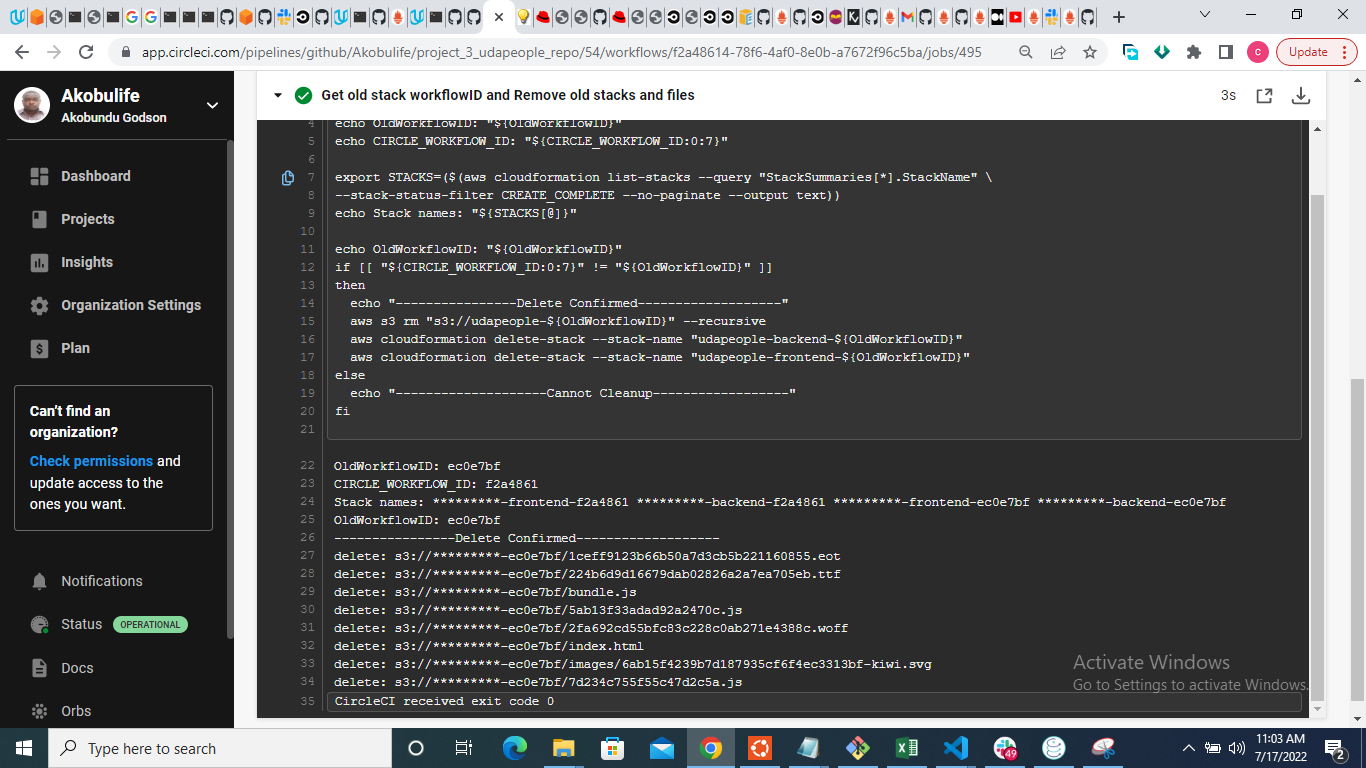 app.circleci.com/pipelines/github/Akobulife/project_3_udapeople_repo/54/workflows/f2a48614-78f6-4af0-8e0b-a7672f96c5ba/jobs/495
c
Update
Akobulife
Akobundu Godson
Dashboard
Projects
Insights
Organization Settings
Plan
Can't find an
organization?
Check permissions and
update access to the
ones you want.
Notifications
Status OPERATIONAL
Docs
Orbs
Get old stack workflowID and Remove old stacks and files
3s
4 echo OldWorkflowID: "${OldWorkflowID}"
5 echo CIRCLE_WORKFLOW_ID: "${CIRCLE_WORKFLOW_ID:0:7}"
6
7 export STACKS=($(aws cloudformation list-stacks --query "StackSummaries[*].StackName" \
8 --stack-status-filter CREATE_COMPLETE --no-paginate --output text))
9 echo Stack names: "${STACKS[@]}"
10
11 echo OldWorkflowID: "${OldWorkflowID}"
12 if [[ "${CIRCLE_WORKFLOW_ID:0:7}" != "${OldWorkflowID}" ]]
13 then
14 echo "----------------Delete Confirmed-------------------"
15 aws s3 rm "s3://udapeople-${OldWorkflowID}" --recursive
16 aws cloudformation delete-stack --stack-name "udapeople-backend-${OldWorkflowID}"
17 aws cloudformation delete-stack --stack-name "udapeople-frontend-${OldWorkflowID}"
18 else
19 echo "--------------------Cannot Cleanup------------------"
20 fi
21
22 OldWorkflowID: ec0e7bf
23 CIRCLE_WORKFLOW_ID: f2a4861
24 Stack names: *********-frontend-f2a4861 *********-backend-f2a4861 *********-frontend-ec0e7bf *********-backend-ec0e7bf
25 OldWorkflowID: ec0e7bf
26 ----------------Delete Confirmed-------------------
27 delete: s3://*********-ec0e7bf/1ceff9123b66b50a7d3cb5b221160855.eot
28 delete: s3://*********-ec0e7bf/224b6d9d16679dab02826a2a7ea705eb.ttf
29 delete: s3://*********-ec0e7bf/bundle.js
30 delete: s3://*********-ec0e7bf/5ab13f33adad92a2470c.js
31 delete: s3://*********-ec0e7bf/2fa692cd55bfc83c228c0ab271e4388c.woff
32 delete: s3://*********-ec0e7bf/index.html
33 delete: s3://*********-ec0e7bf/images/6ab15f4239b7d187935cf6f4ec3313bf-kiwi.svg
34 delete: s3://*********-ec0e7bf/7d234c755f55c47d2c5a.js
35 CircleCI received exit code 0
Activate Windows
Go to Settings to activate Windows.
Type here to search
49
11:03 AM
7/17/2022
2